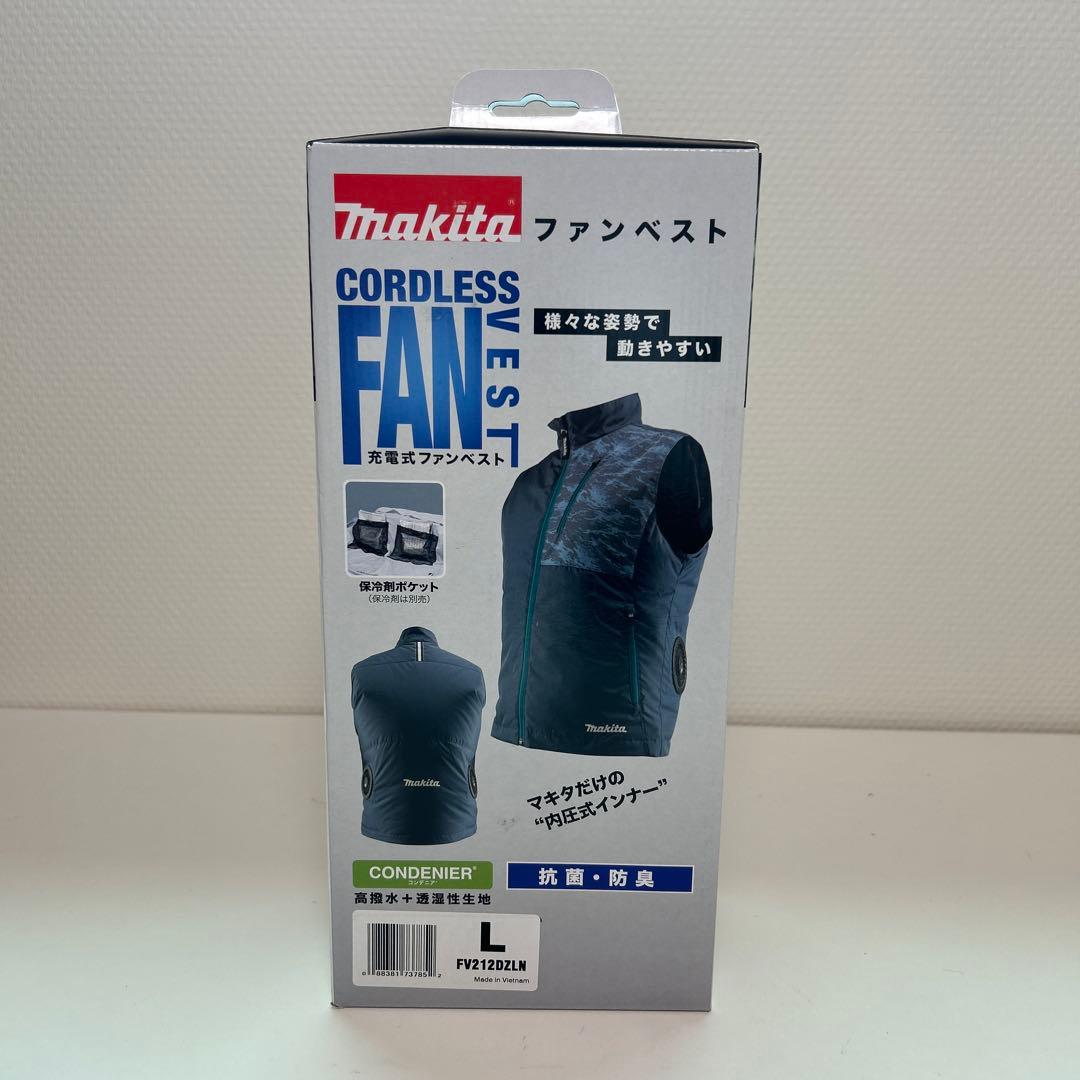 makita®
ファンベスト
CORDLESS
FAN
VEST
充電式ファンベスト
様々な姿勢で
動きやすい
保冷剤ポケット
(保冷剤は別売)
makita
makita
マキタだけの
“内圧式インナー”
CONDENIER®
コンデニア®
高撥水+透湿性生地
抗菌・防臭
L
FV212DZLN
0 88381 73785 2
Made in Vietnam